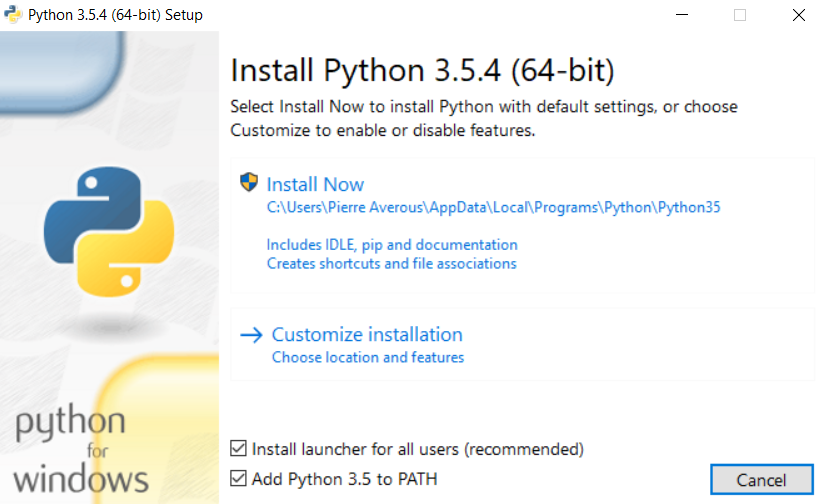 Python 3.5.4 (64-bit) Setup
Install Python 3.5.4 (64-bit)
Select Install Now to install Python with default settings, or choose
Customize to enable or disable features.
Install Now
C:\Users\Pierre Averous\AppData\Local\Programs\Python\Python35
Includes IDLE, pip and documentation
Creates shortcuts and file associations
Customize installation
Choose location and features
python
for
windows
Install launcher for all users (recommended)
Add Python 3.5 to PATH
Cancel